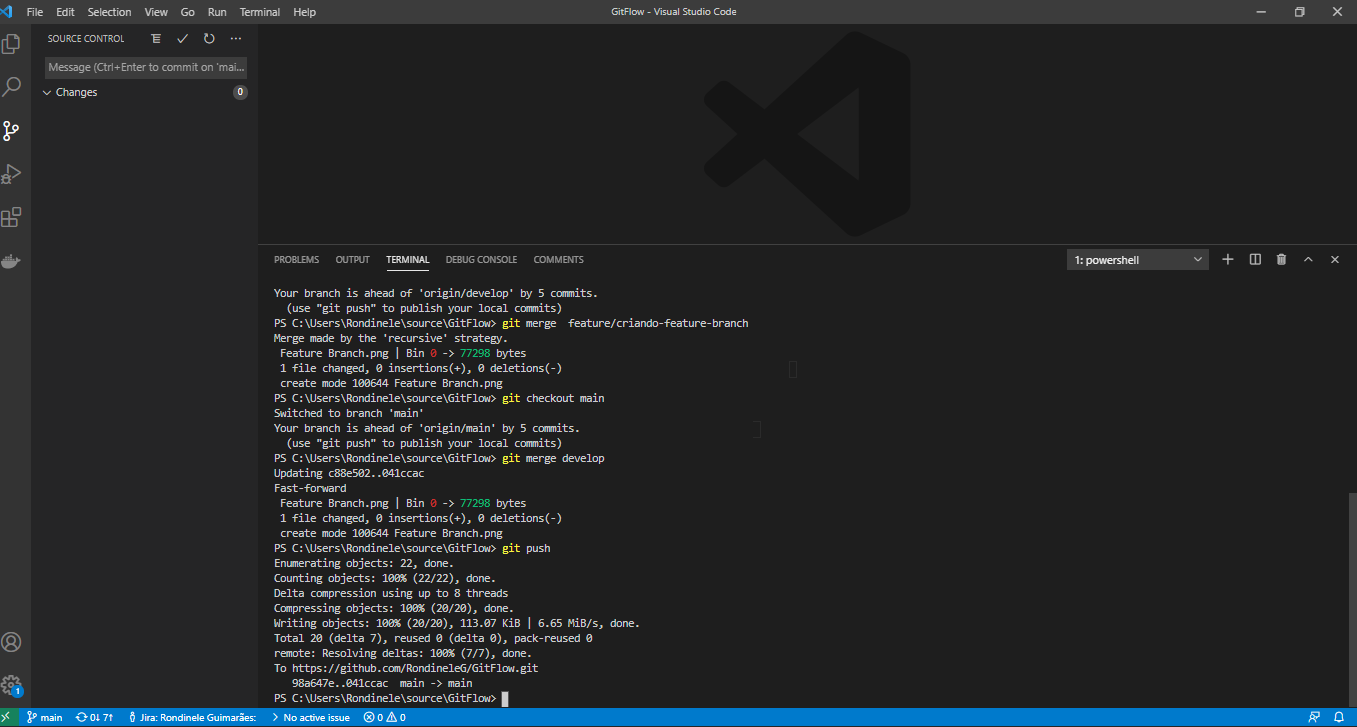 File Edit Selection View Go Run Terminal Help
GitFlow - Visual Studio Code
SOURCE CONTROL
Message (Ctrl+Enter to commit on 'mai...
Changes
0
PROBLEMS OUTPUT TERMINAL DEBUG CONSOLE COMMENTS
1: powershell
Your branch is ahead of 'origin/develop' by 5 commits.
(use "git push" to publish your local commits)
PS C:\Users\Rondinele\source\GitFlow> git merge  feature/criando-feature-branch
Merge made by the 'recursive' strategy.
Feature Branch.png | Bin 0 -> 77298 bytes
1 file changed, 0 insertions(+), 0 deletions(-)
create mode 100644 Feature Branch.png
PS C:\Users\Rondinele\source\GitFlow> git checkout main
Switched to branch 'main'
Your branch is ahead of 'origin/main' by 5 commits.
(use "git push" to publish your local commits)
PS C:\Users\Rondinele\source\GitFlow> git merge develop
Updating c88e502..041ccac
Fast-forward
Feature Branch.png | Bin 0 -> 77298 bytes
1 file changed, 0 insertions(+), 0 deletions(-)
create mode 100644 Feature Branch.png
PS C:\Users\Rondinele\source\GitFlow> git push
Enumerating objects: 22, done.
Counting objects: 100% (22/22), done.
Delta compression using up to 8 threads
Compressing objects: 100% (20/20), done.
Writing objects: 100% (20/20), 113.07 KiB | 6.65 MiB/s, done.
Total 20 (delta 7), reused 0 (delta 0), pack-reused 0
remote: Resolving deltas: 100% (7/7), done.
To https://github.com/RondineleG/GitFlow.git
98a647e..041ccac  main -> main
PS C:\Users\Rondinele\source\GitFlow>
1
main 0↓ 7↑ Jira: Rondinele Guimarães: No active issue 0 0